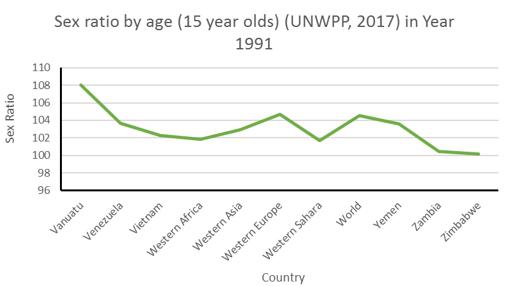 Sex ratio by age (15 year olds) (UNWPP, 2017) in Year
1991
110
108
106
104
102
100
98
96
Sex Ratio
Vanuatu
Venezuela
Vietnam
Western Africa
Western Asia
Western Europe
Western Sahara
World
Yemen
Zambia
Zimbabwe
Country